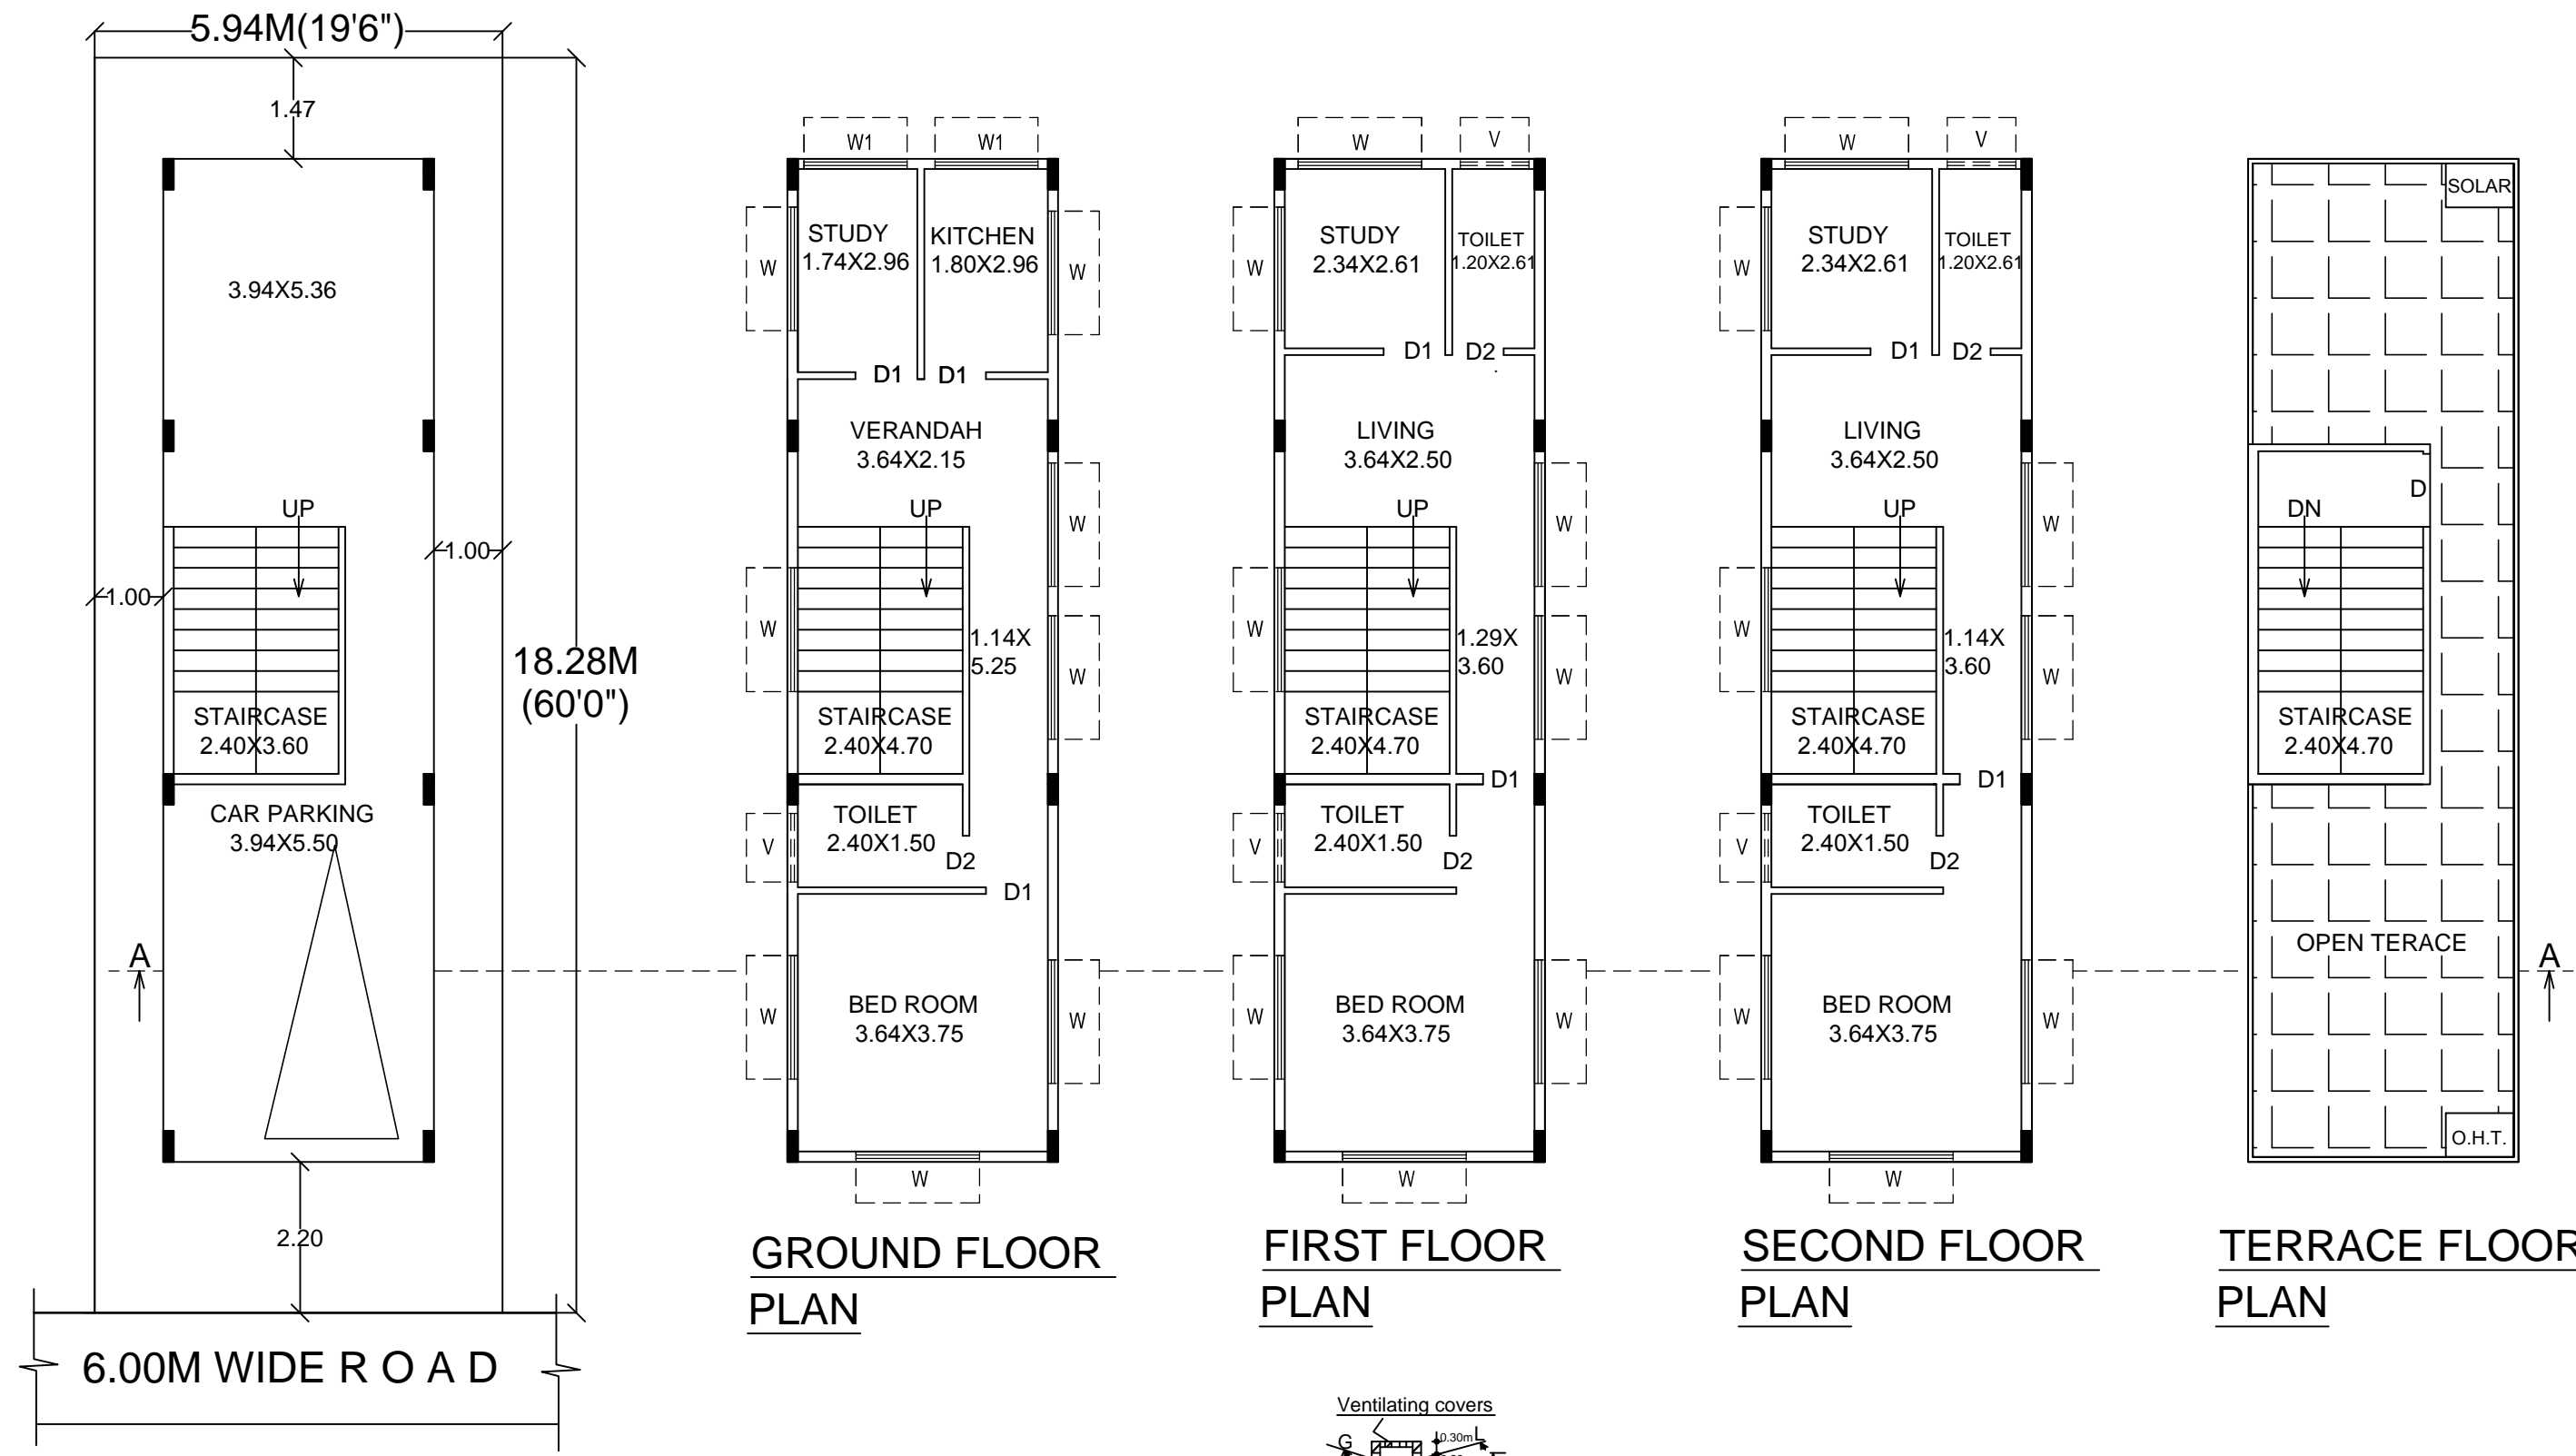 5.94M(19'6")
1.47
3.94X5.36
UP
1.00
1.00
18.28M
(60'0")
STAIRCASE
2.40X3.60
CAR PARKING
3.94X5.50
A
2.20
6.00M WIDE R O A D
W1
W1
W
STUDY
1.74X2.96
KITCHEN
1.80X2.96
W
D1
D1
VERANDAH
3.64X2.15
UP
W
W
1.14X
5.25
W
STAIRCASE
2.40X4.70
TOILET
2.40X1.50
V
D2
D1
BED ROOM
3.64X3.75
W
W
W
GROUND FLOOR
PLAN
W
V
W
STUDY
2.34X2.61
TOILET
1.20X2.61
D1
D2
LIVING
3.64X2.50
UP
W
W
1.29X
3.60
W
STAIRCASE
2.40X4.70
D1
TOILET
2.40X1.50
V
D2
BED ROOM
3.64X3.75
W
W
W
FIRST FLOOR
PLAN
W
V
W
STUDY
2.34X2.61
TOILET
1.20X2.61
D1
D2
LIVING
3.64X2.50
UP
W
W
1.14X
3.60
W
STAIRCASE
2.40X4.70
D1
TOILET
2.40X1.50
V
D2
BED ROOM
3.64X3.75
W
W
W
SECOND FLOOR
PLAN
SOLAR
D
DN
STAIRCASE
2.40X4.70
OPEN TERACE
A
O.H.T.
TERRACE FLOOR
PLAN
Ventilating covers
G
0.30m
L